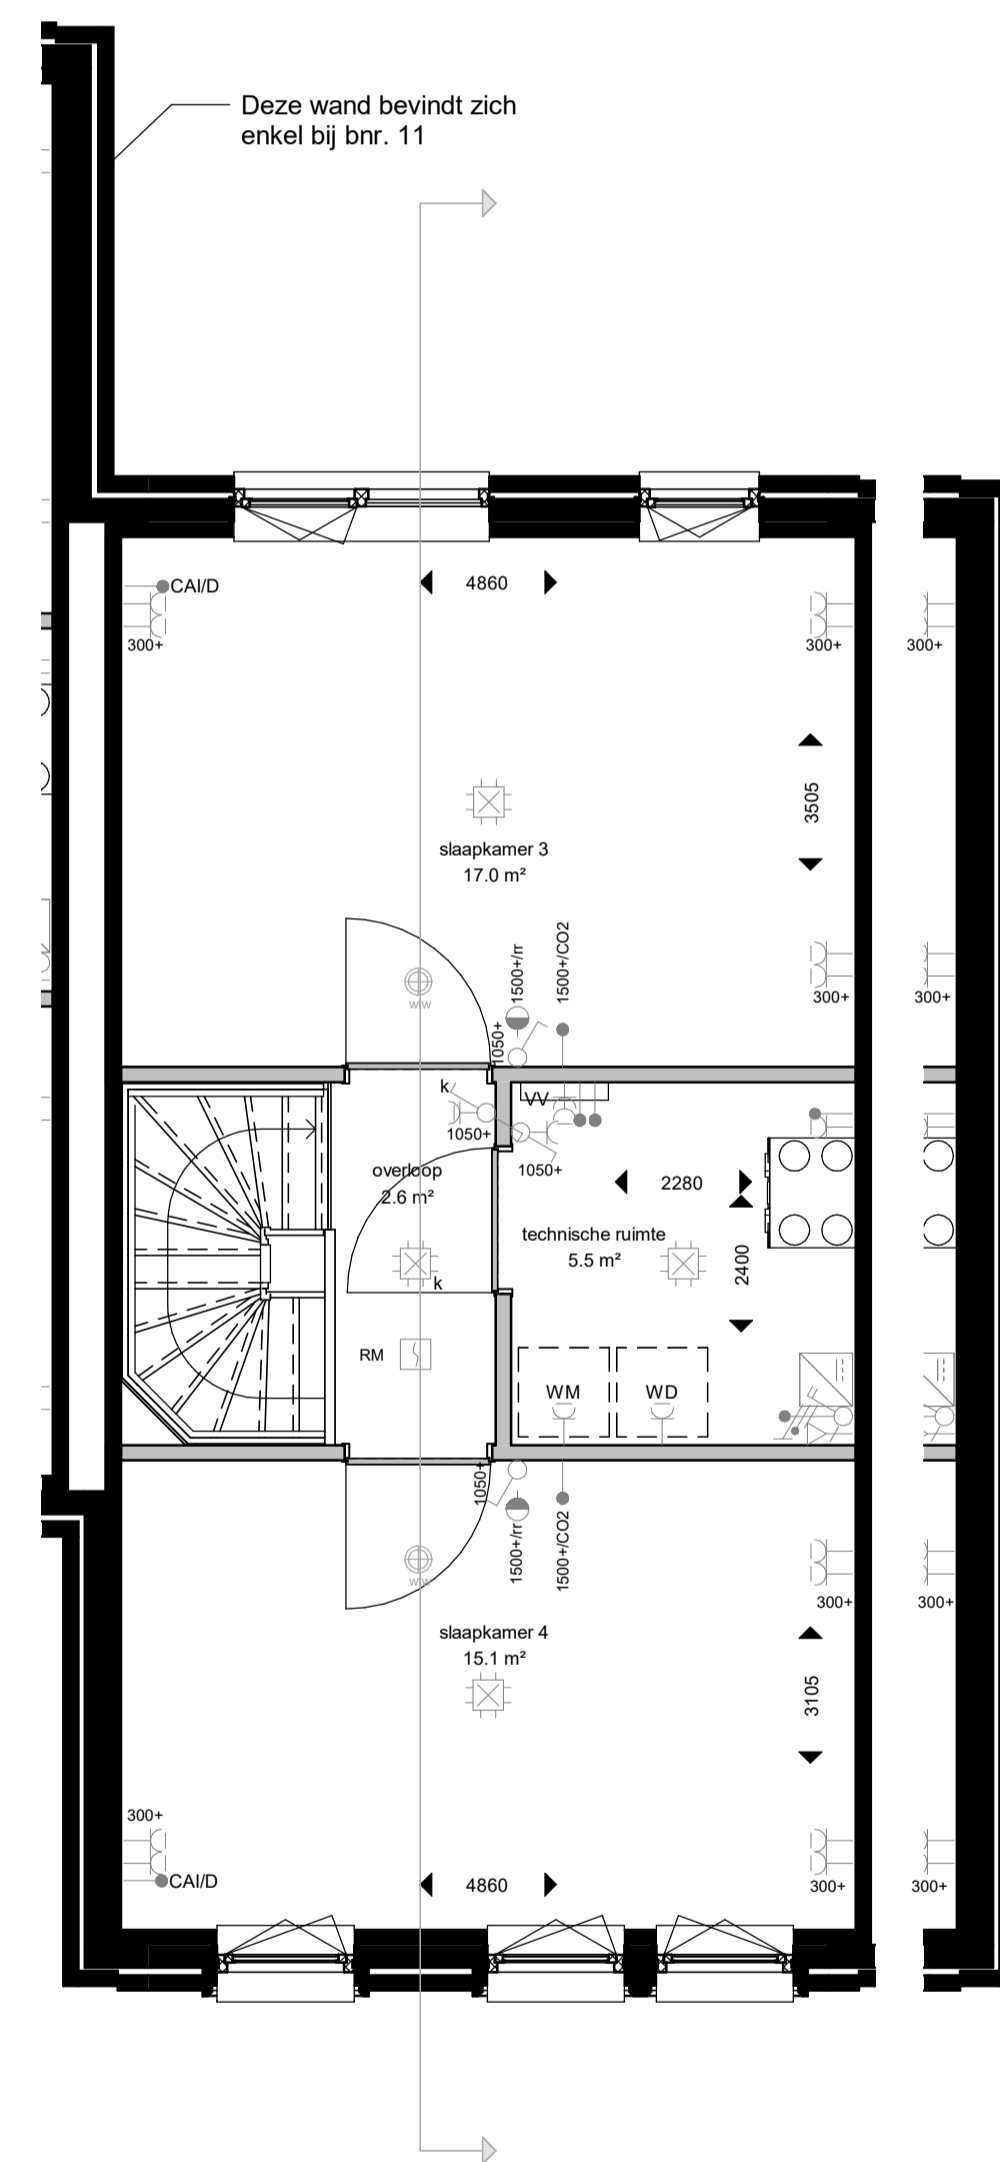 Deze wand bevindt zich
enkel bij bnr. 11
4860
CAI/D
300+
300+
300+
3505
slaapkamer 3
17.0 m²
1500+/rr
1500+/CO2
300+
300+
ww
1050+
k
VV
1050+
1050+
overloop
2.6 m²
2280
technische ruimte
5.5 m²
2400
k
RM
WM
WD
1050+
1500+/rr
1500+/CO2
ww
300+
300+
slaapkamer 4
15.1 m²
3105
300+
CAI/D
4860
300+
300+